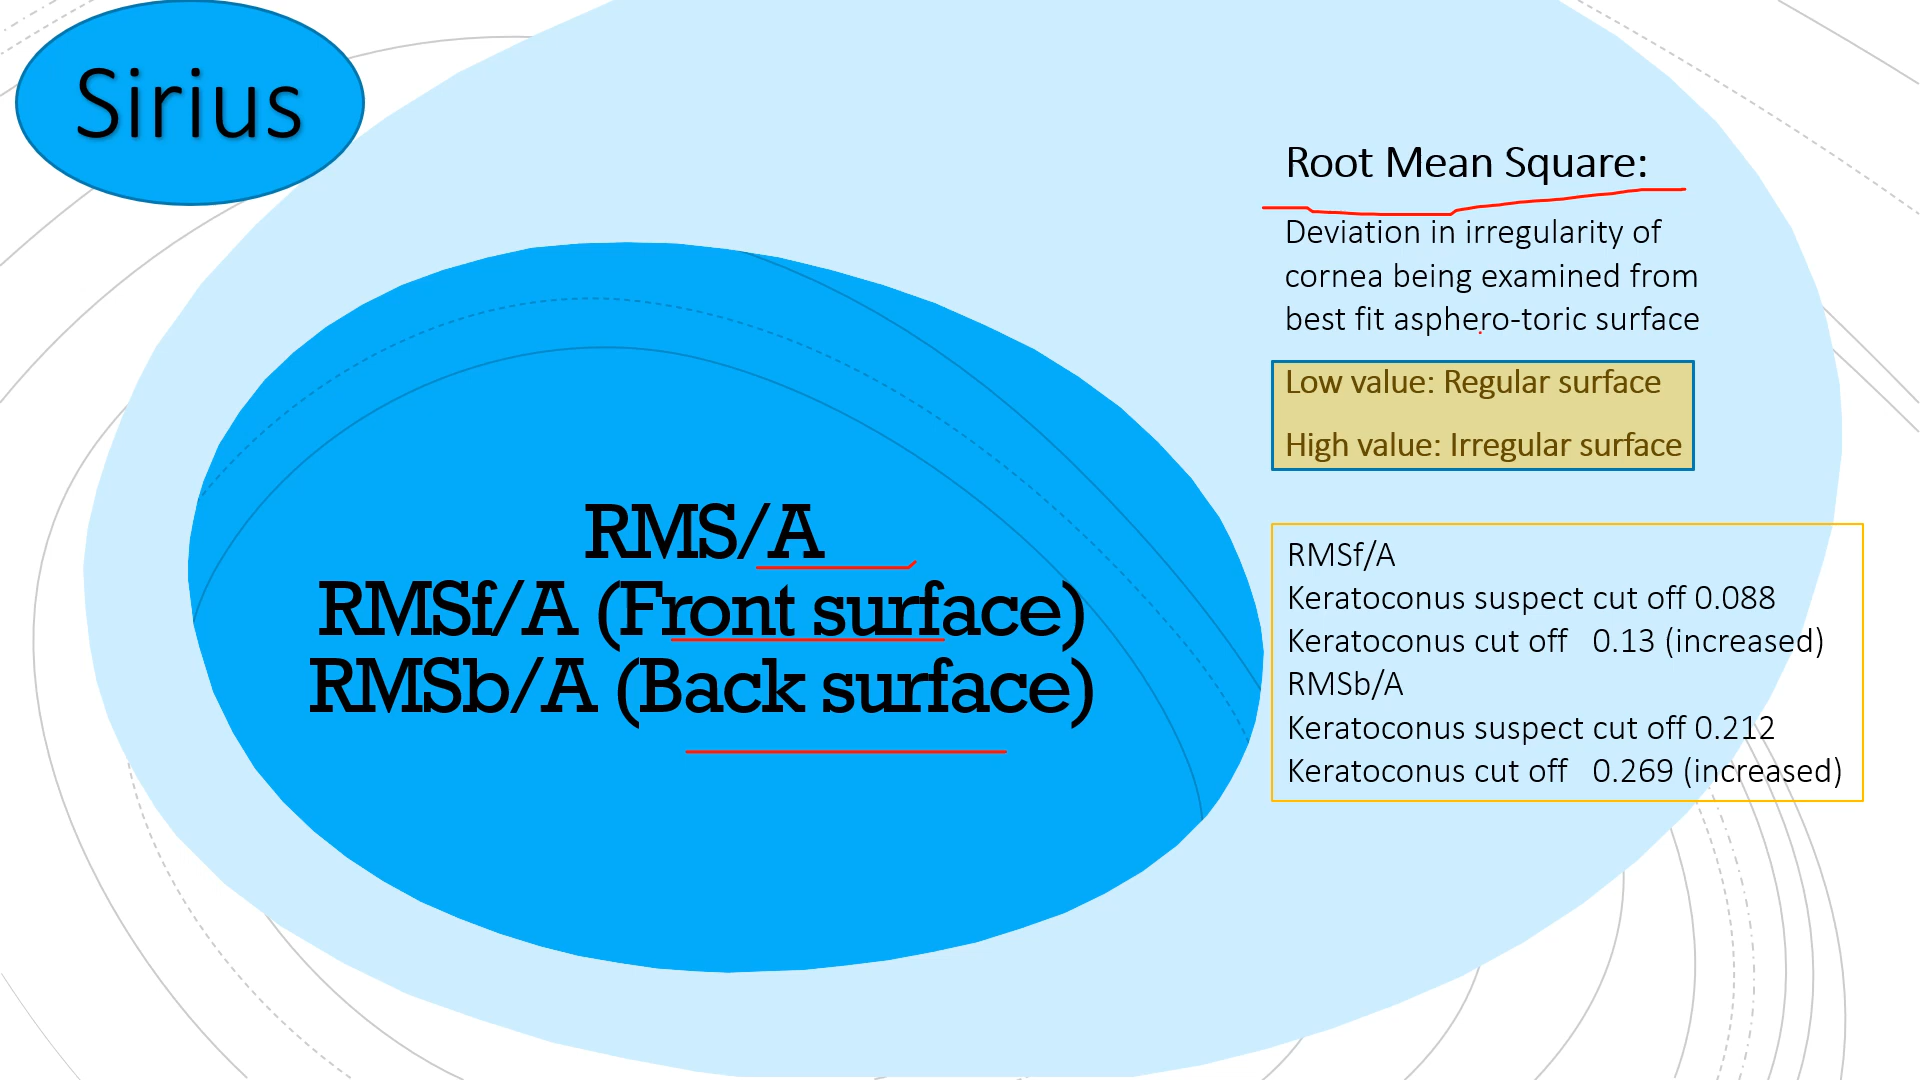 Sirius
RMS/A
RMSf/A (Front surface)
RMSb/A (Back surface)
Root Mean Square:
Deviation in irregularity of
cornea being examined from
best fit asphero-toric surface
Low value: Regular surface
High value: Irregular surface
RMSf/A
Keratoconus suspect cut off 0.088
Keratoconus cut off 0.13 (increased)
RMSb/A
Keratoconus suspect cut off 0.212
Keratoconus cut off 0.269 (increased)